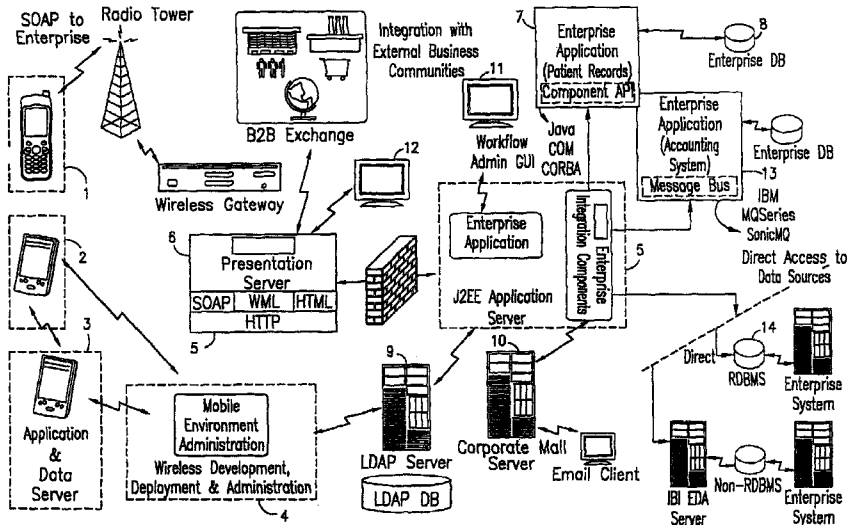 SOAP to
Enterprise
Radio Tower
1
2
3
Application
&
Data
Server
Integration with
External Business
Communities
B2B Exchange
Wireless Gateway
12
6
Presentation
Server
SOAP
WML
HTML
HTTP
5
Mobile
Environment
Administration
Wireless Development,
Deployment & Administration
4
11
Workflow
Admin GUI
Enterprise
Application
J2EE Application
Server
Enterprise
Integration Components
5
9
LDAP Server
LDAP DB
10
Corporate Mail
Server
Email Client
7
Enterprise
Application
(Patient Records)
Component API
8
Enterprise DB
Java
COM
CORBA
Enterprise
Application
(Accounting
System)
Message Bus
Enterprise DB
13
IBM
MQSeries
SonicMQ
Direct Access to
Data Sources
Direct
14
RDBMS
Enterprise
System
IBI EDA
Server
Non-RDBMS
Enterprise
System